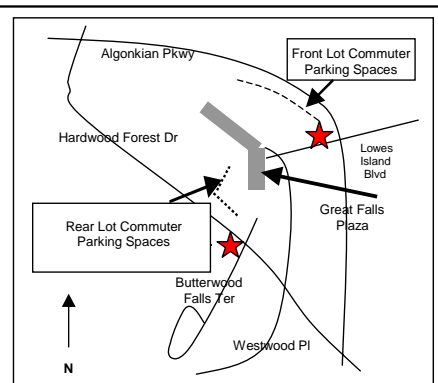 Algonkian Pkwy
Front Lot Commuter
Parking Spaces
Hardwood Forest Dr
Lowes
Island
Blvd
Great Falls
Plaza
Rear Lot Commuter
Parking Spaces
Butterwood
Falls Ter
Westwood Pl
N